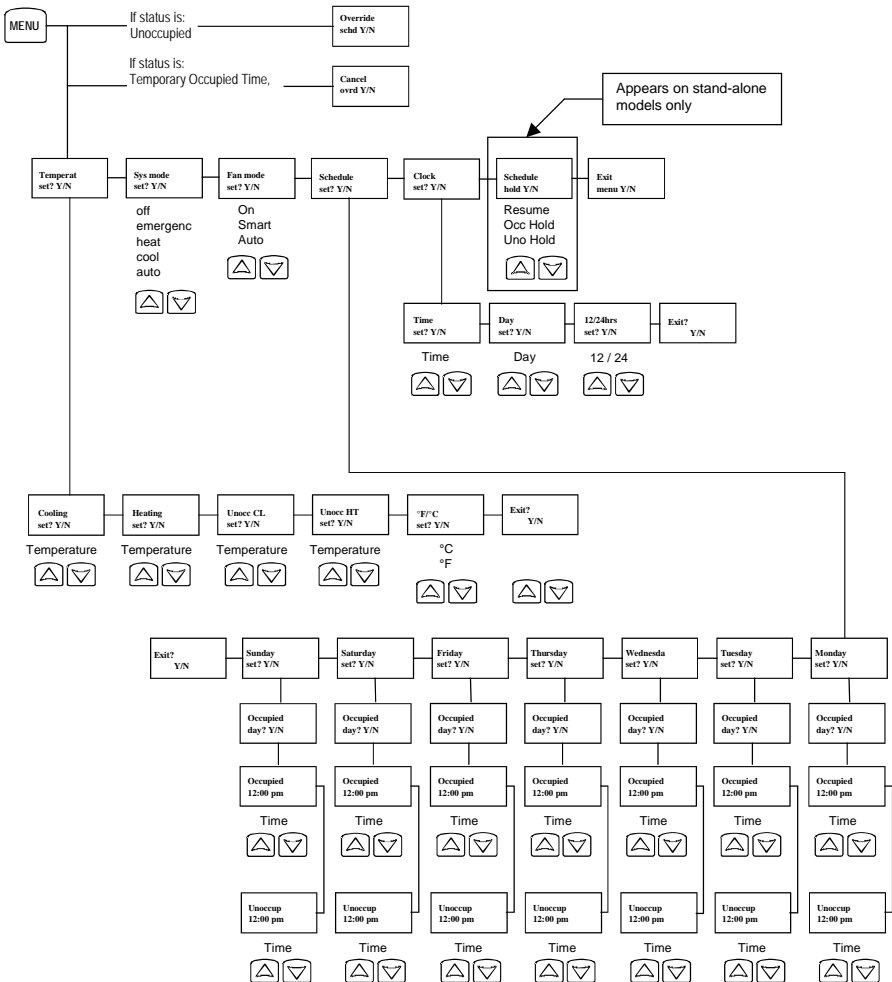 MENU
If status is:
Unoccupied
Override
schd Y/N
If status is:
Temporary Occupied Time,
Cancel
ovrd Y/N
Appears on stand-alone
models only
Temperat
set? Y/N
Sys mode
set? Y/N
Fan mode
set? Y/N
Schedule
set? Y/N
Clock
set? Y/N
Schedule
hold Y/N
Exit
menu Y/N
off
emergenc
heat
cool
auto
On
Smart
Auto
Resume
Occ Hold
Uno Hold
Time
set? Y/N
Day
set? Y/N
12/24hrs
set? Y/N
Exit?
Y/N
Time
Day
12 / 24
Cooling
set? Y/N
Heating
set? Y/N
Unocc CL
set? Y/N
Unocc HT
set? Y/N
°F/°C
set? Y/N
Exit?
Y/N
Temperature
Temperature
Temperature
Temperature
°C
°F
Exit?
Y/N
Sunday
set? Y/N
Saturday
set? Y/N
Friday
set? Y/N
Thursday
set? Y/N
Wednesda
set? Y/N
Tuesday
set? Y/N
Monday
set? Y/N
Occupied
day? Y/N
Occupied
day? Y/N
Occupied
day? Y/N
Occupied
day? Y/N
Occupied
day? Y/N
Occupied
day? Y/N
Occupied
day? Y/N
Occupied
12:00 pm
Occupied
12:00 pm
Occupied
12:00 pm
Occupied
12:00 pm
Occupied
12:00 pm
Occupied
12:00 pm
Occupied
12:00 pm
Time
Time
Time
Time
Time
Time
Time
Unoccup
12:00 pm
Unoccup
12:00 pm
Unoccup
12:00 pm
Unoccup
12:00 pm
Unoccup
12:00 pm
Unoccup
12:00 pm
Unoccup
12:00 pm
Time
Time
Time
Time
Time
Time
Time